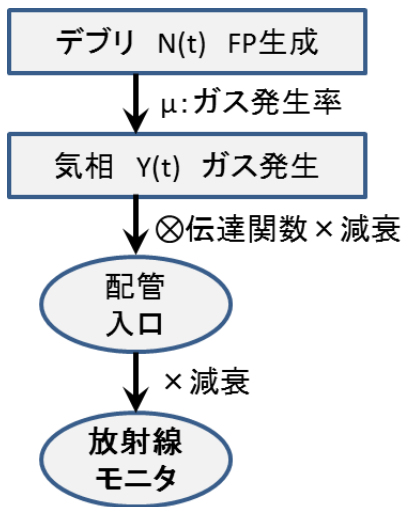 デブリ N(t) FP生成
μ:ガス発生率
気相 Y(t) ガス発生
⊗伝達関数×減衰
配管
入口
×減衰
放射線
モニタ